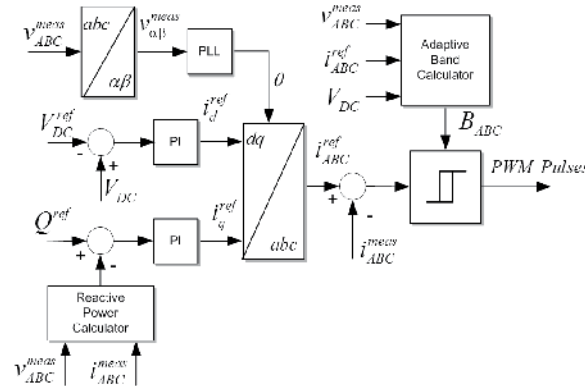 v_ABC^meas
abc
αβ
v_αβ^meas
PLL
θ
V_DC^ref
-
+
V_DC
PI
i_d^ref
dq
abc
Q^ref
+
-
PI
i_q^ref
Reactive
Power
Calculator
v_ABC^meas
i_ABC^meas
i_ABC^ref
+
-
i_ABC^meas
v_ABC^meas
i_ABC^ref
V_DC
Adaptive
Band
Calculator
B_ABC
PWM Pulses